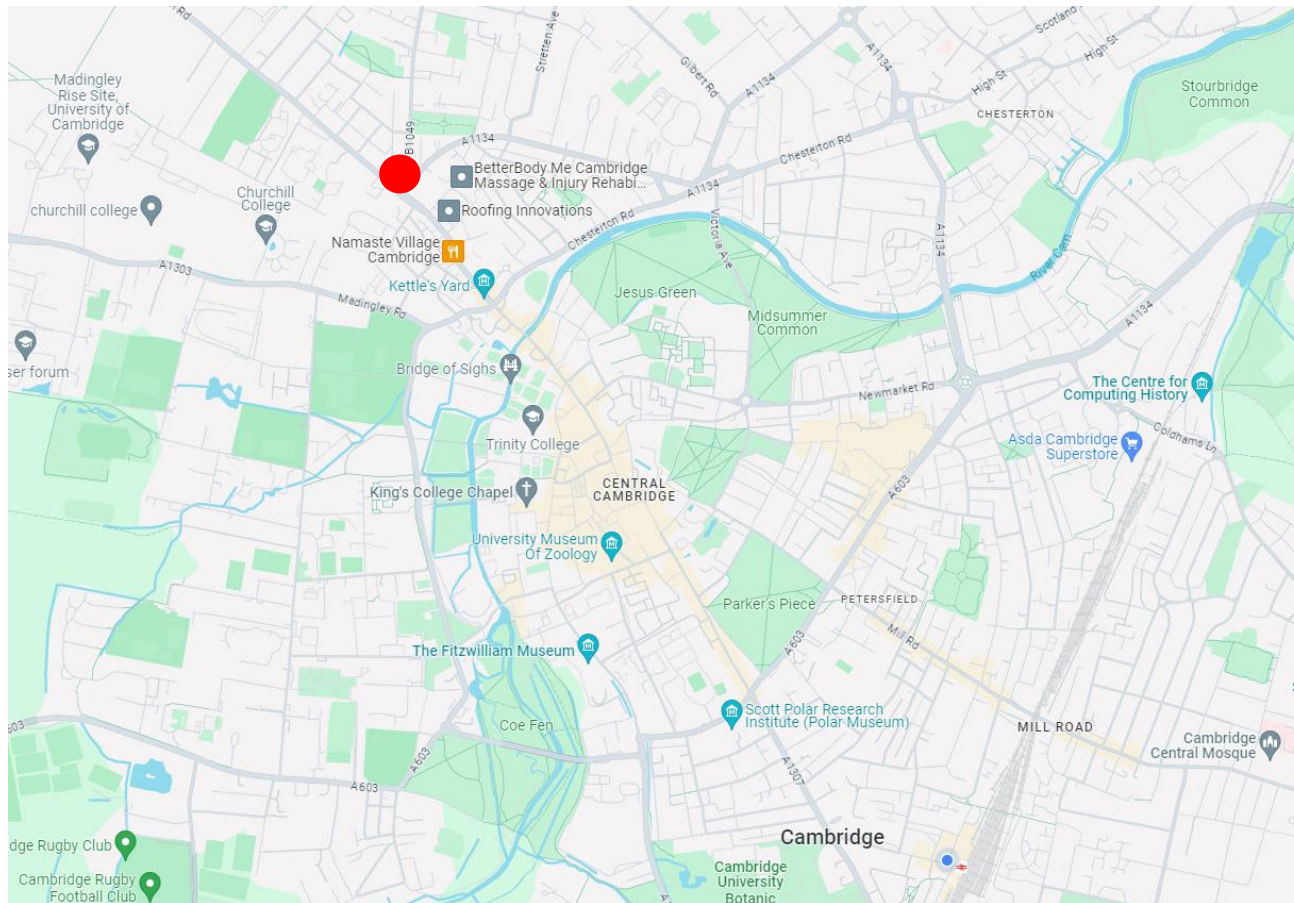 n Rd
Stretten Ave
Scotland
High St
High St
Madingley
Rise Site,
University of
Cambridge
Gilbert Rd
A1134
A1134
Stourbridge
Common
CHESTERTON
B1049
A1134
Chesterton Rd
BetterBody Me Cambridge
Massage & Injury Rehabi...
Churchill
College
churchill college
A1134
Roofing Innovations
Chesterton Rd
Victoria Ave
A1134
Namaste Village
Cambridge
River Cam
A1303
Kettle's Yard
Jesus Green
Madingley Rd
Midsummer
Common
A1134
ser forum
Bridge of Sighs
Newmarket Rd
The Centre for
Computing History
Trinity College
Coldhams Ln
Asda Cambridge
Superstore
CENTRAL
CAMBRIDGE
King's College Chapel
A603
University Museum
Of Zoology
Parker's Piece
PETERSFIELD
Mill Rd
A603
The Fitzwilliam Museum
Scott Polar Research
Institute (Polar Museum)
Coe Fen
MILL ROAD
603
Cambridge
Central Mosque
A603
A603
A1307
Cambridge
dge Rugby Club
Cambridge Rugby
Football Club
Cambridge
University
Botanic